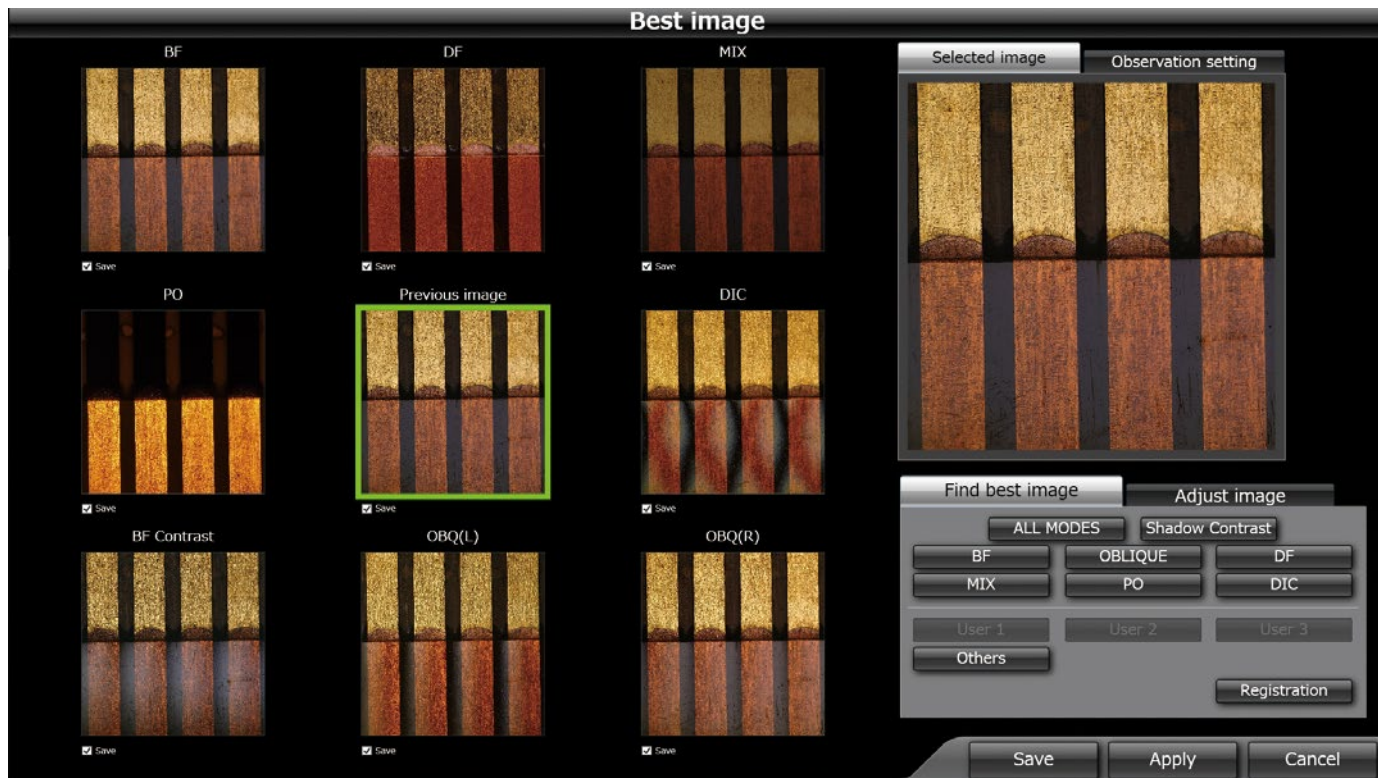 Best image
BF
DF
MIX
Save
Save
Save
PO
Previous image
DIC
Save
Save
Save
BF Contrast
OBQ(L)
OBQ(R)
Save
Save
Save
Selected image
Observation setting
Find best image
Adjust image
ALL MODES
Shadow Contrast
BF
OBLIQUE
DF
MIX
PO
DIC
User 1
User 2
User 3
Others
Registration
Save
Apply
Cancel